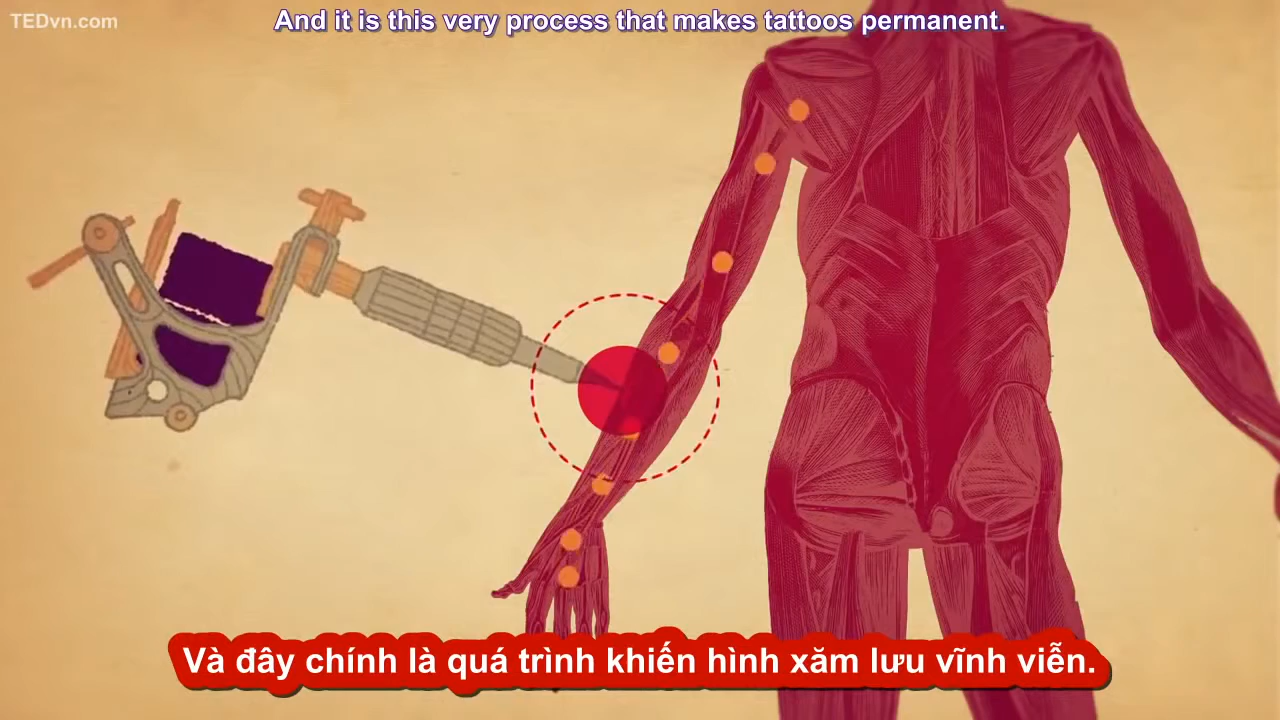 TEDvn.com
And it is this very process that makes tattoos permanent.
Và đây chính là quá trình khiến hình xăm lưu vĩnh viễn.